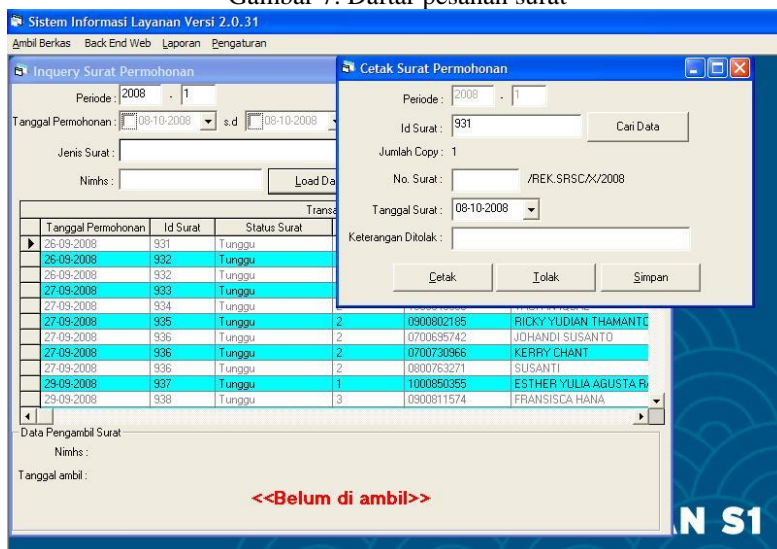 Gambar 7. Daftar pesanan surat
Sistem Informasi Layanan Versi 2.0.31
Ambil Berkas Back End Web Laporan Pengaturan
Inquery Surat Permohonan
Periode : 2008 . 1
Tanggal Permohonan : 08-10-2008 s.d 08-10-2008
Jenis Surat :
Nimhs : Load Da
Transa
Tanggal Permohonan Id Surat Status Surat
26-09-2008 931 Tunggu
26-09-2008 932 Tunggu
26-09-2008 932 Tunggu
27-09-2008 933 Tunggu
27-09-2008 934 Tunggu
27-09-2008 935 Tunggu 2 0900802185 RICKY YUDIAN THAMANTO
27-09-2008 936 Tunggu 2 0700695742 JOHANDI SUSANTO
27-09-2008 936 Tunggu 2 0700730966 KERRY CHANT
27-09-2008 936 Tunggu 2 0800763271 SUSANTI
29-09-2008 937 Tunggu 1 1000850355 ESTHER YULIA AGUSTA RA
29-09-2008 938 Tunggu 3 0900811574 FRANSISCA HANA
Data Pengambil Surat
Nimhs :
Tanggal ambil :
<<Belum di ambil>>
Cetak Surat Permohonan
Periode : 2008 . 1
Id Surat : 931 Cari Data
Jumlah Copy : 1
No. Surat : /REK.SRSC/X/2008
Tanggal Surat : 08-10-2008
Keterangan Ditolak :
Cetak Tolak Simpan
N S1